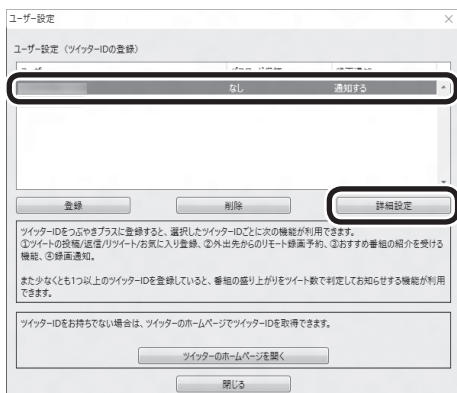 ユーザー設定
ユーザー設定（ツイッターIDの登録）
なし 通知する
登録 削除 詳細設定
ツイッターIDをつぶやきプラスに登録すると、選択したツイッターIDごとに次の機能が利用できます。
①ツイートの投稿/返信/リツイート/お気に入り登録、②外出先からのリモート録画予約、③おすすめ番組の紹介を受ける
機能、④録画通知。
また少なくとも1つ以上のツイッターIDを登録していると、番組の盛り上がりをツイート数で判定してお知らせする機能が利用
できます。
ツイッターIDをお持ちでない場合は、ツイッターのホームページでツイッターIDを取得できます。
ツイッターのホームページを開く
閉じる